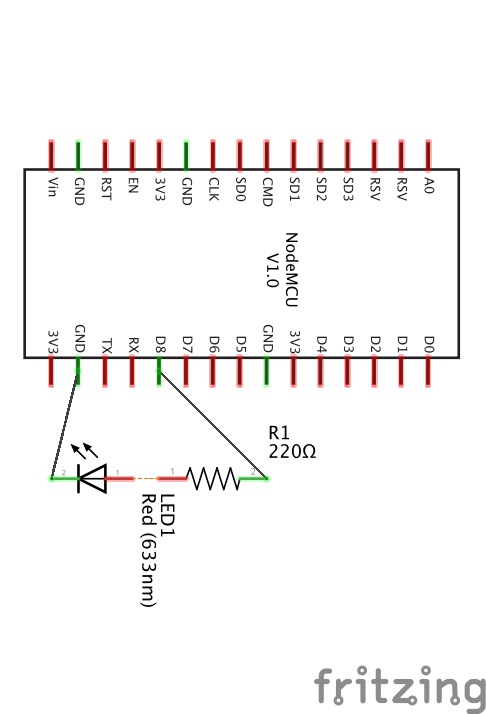 Vin
GND
RST
EN
3V3
GND
CLK
SD0
CMD
SD1
SD2
SD3
RSV
RSV
A0
NodeMCU
V1.0
3V3
GND
TX
RX
D8
D7
D6
D5
GND
3V3
D4
D3
D2
D1
D0
R1
220Ω
2
1
1
2
LED1
Red (633nm)
fritzing